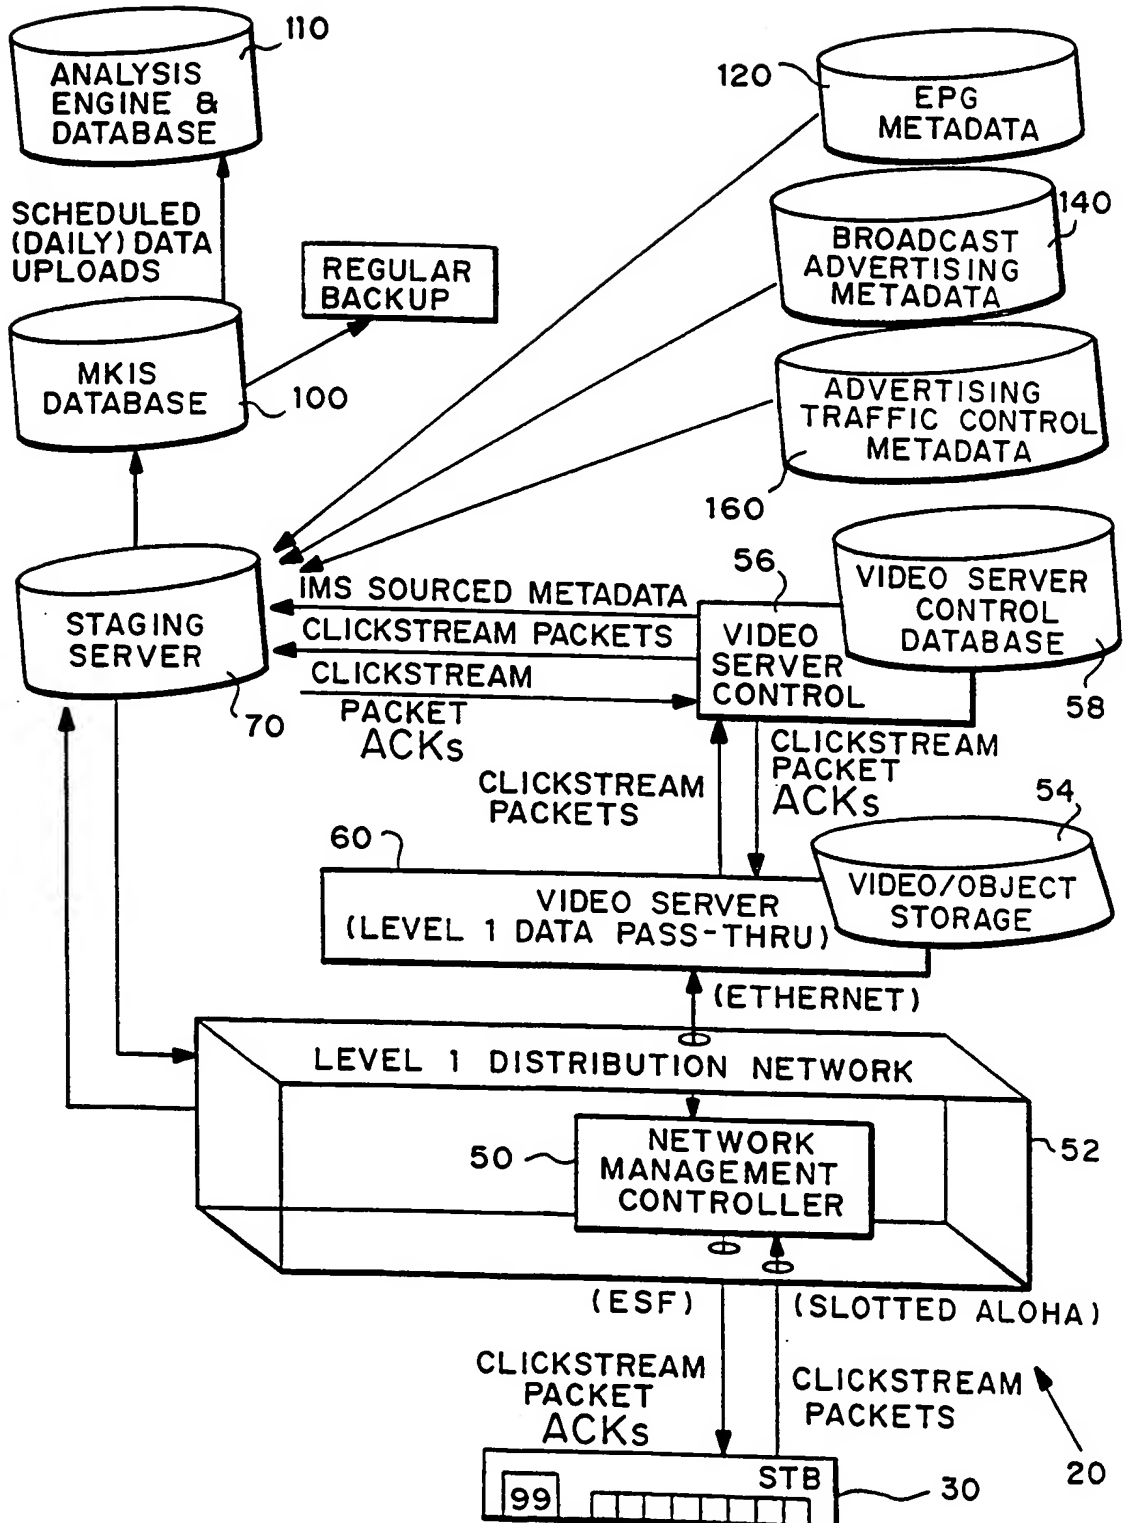 110
ANALYSIS
ENGINE &
DATABASE
120
EPG
METADATA
SCHEDULED
(DAILY) DATA
UPLOADS
REGULAR
BACKUP
140
BROADCAST
ADVERTISING
METADATA
MKIS
DATABASE
100
ADVERTISING
TRAFFIC CONTROL
METADATA
160
STAGING
SERVER
70
IMS SOURCED METADATA
CLICKSTREAM PACKETS
CLICKSTREAM
PACKET
ACKs
56
VIDEO
SERVER
CONTROL
VIDEO SERVER
CONTROL
DATABASE
58
CLICKSTREAM
PACKETS
CLICKSTREAM
PACKET
ACKs
54
VIDEO/OBJECT
STORAGE
60
VIDEO SERVER
(LEVEL 1 DATA PASS-THRU)
(ETHERNET)
LEVEL 1 DISTRIBUTION NETWORK
50
NETWORK
MANAGEMENT
CONTROLLER
52
(ESF)
(SLOTTED ALOHA)
CLICKSTREAM
PACKET
ACKs
CLICKSTREAM
PACKETS
20
STB
99
30